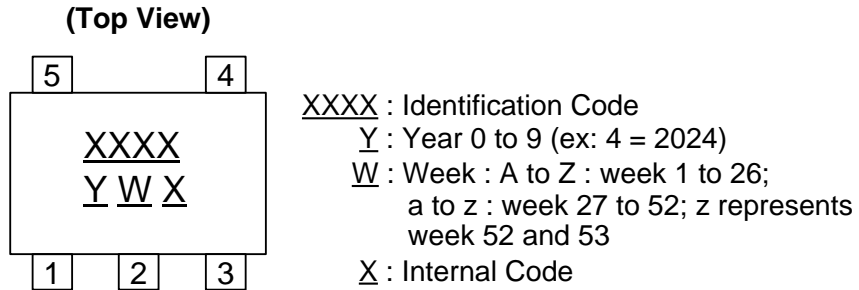 (Top View)
5 4
XXXX
Y W X
1 2 3
XXXX : Identification Code
Y : Year 0 to 9 (ex: 4 = 2024)
W : Week : A to Z : week 1 to 26;
a to z : week 27 to 52; z represents
week 52 and 53
X : Internal Code